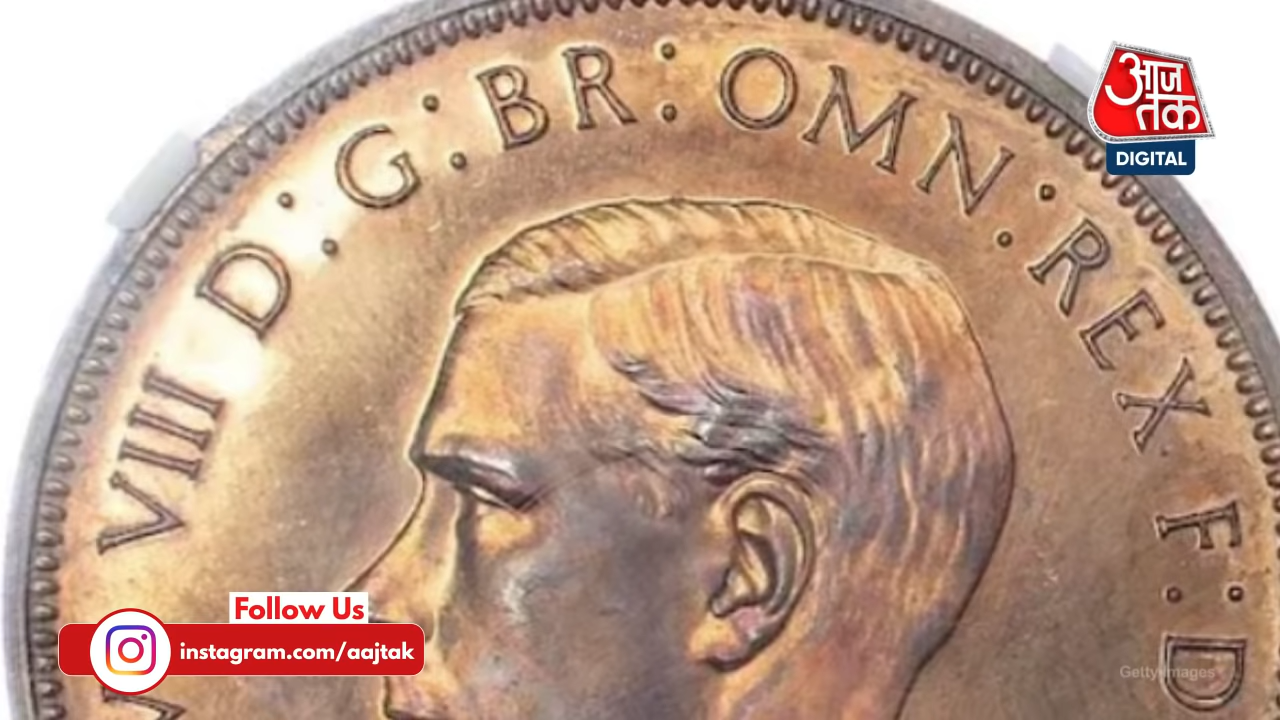 VIII D:G:BR:OMN:REX F:D
आज
तक
DIGITAL
Follow Us
instagram.com/aajtak
Getty Images